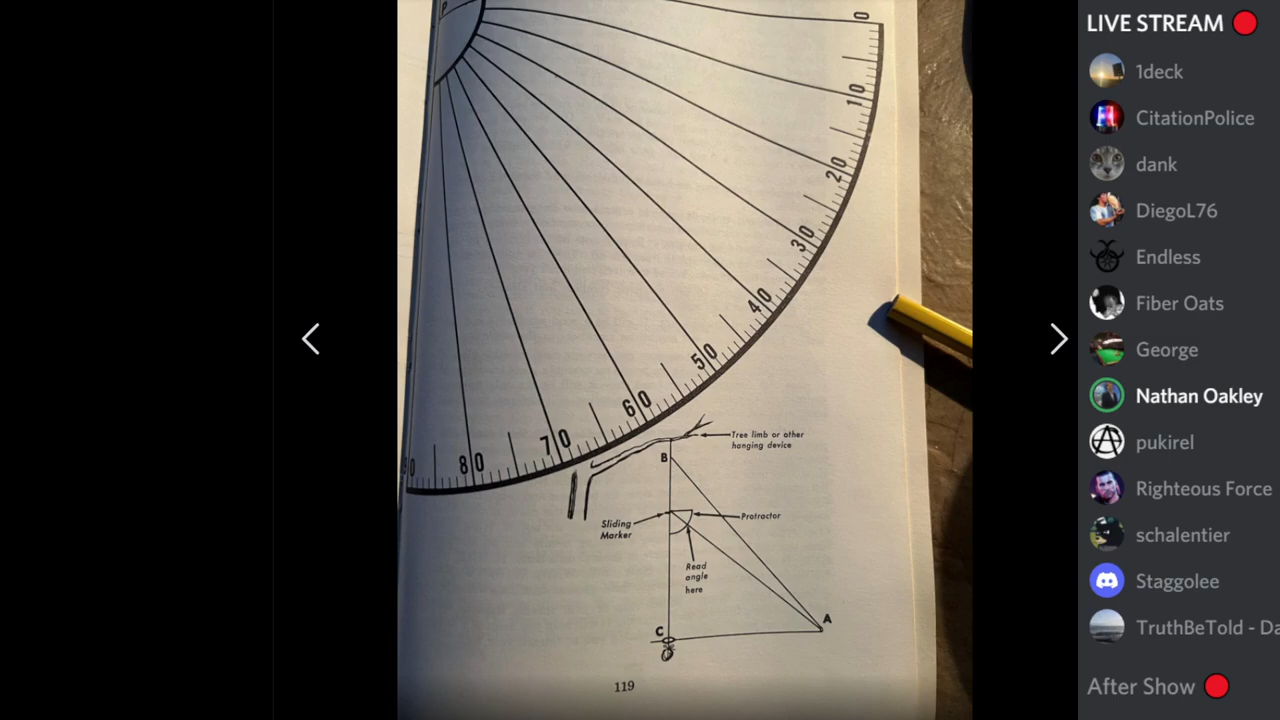 P
0
10
20
30
40
50
60
70
80
0
Tree limb or other
hanging device
B
Sliding
Marker
Protractor
Read
angle
here
A
C
119
LIVE STREAM
1deck
CitationPolice
dank
DiegoL76
Endless
Fiber Oats
George
Nathan Oakley
pukirel
Righteous Force
schalentier
Staggolee
TruthBeTold - Da
After Show